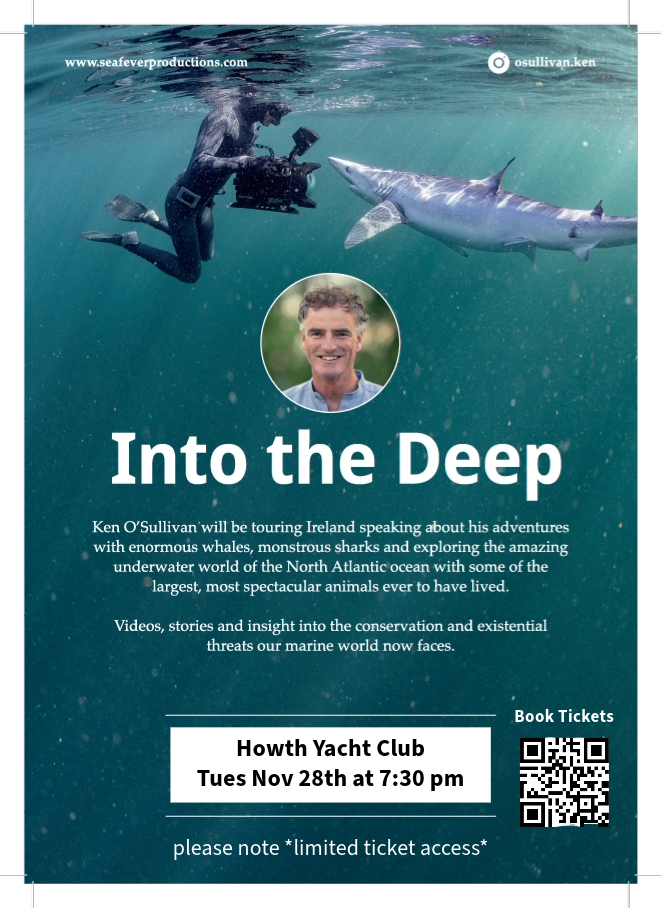 www.seafeverproductions.com
osullivan.ken
Into the Deep
Ken O'Sullivan will be touring Ireland speaking about his adventures
with enormous whales, monstrous sharks and exploring the amazing
underwater world of the North Atlantic ocean with some of the
largest, most spectacular animals ever to have lived.
Videos, stories and insight into the conservation and existential
threats our marine world now faces.
Book Tickets
Howth Yacht Club
Tues Nov 28th at 7:30 pm
please note *limited ticket access*